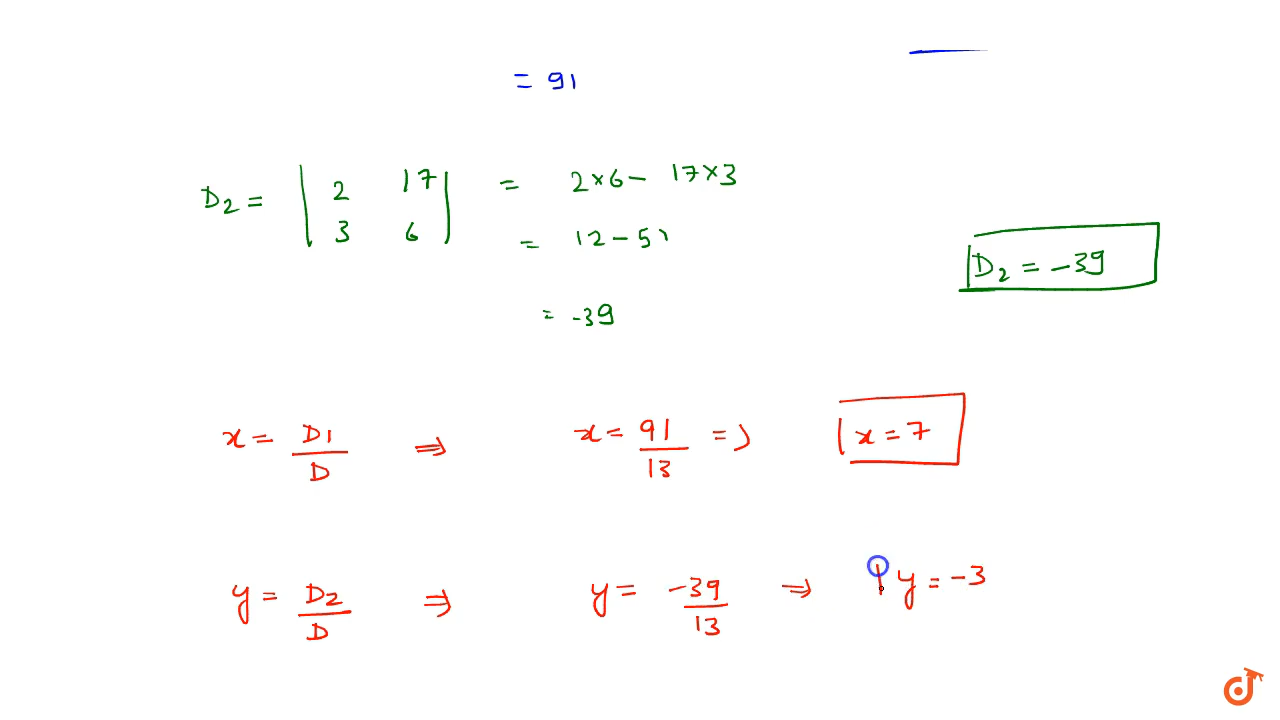 = 91
D2 = | 2 17 | = 2×6 - 17×3
| 3 6 | = 12 - 51
D2 = -39
= -39
x = D1/D ⇒ x = 91/13 ⇒ x = 7
y = D2/D ⇒ y = -39/13 ⇒ y = -3